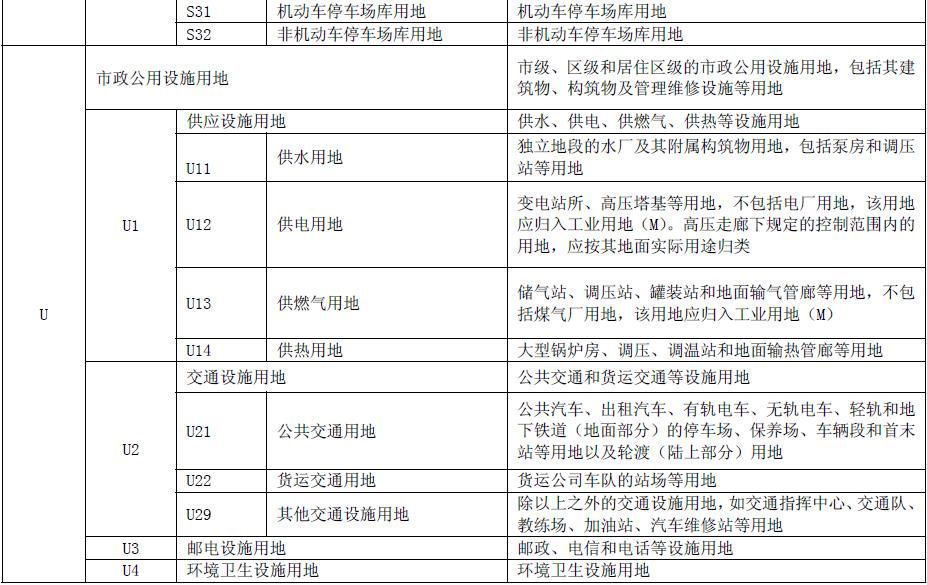 S31 机动车停车场库用地 机动车停车场库用地
S32 非机动车停车场库用地 非机动车停车场库用地
U 市政公用设施用地 市级、区级和居住区级的市政公用设施用地，包括其建
筑物、构筑物及管理维修设施等用地
U1 供应设施用地 供水、供电、供燃气、供热等设施用地
U11 供水用地 独立地段的水厂及其附属构筑物用地，包括泵房和调压
站等用地
U12 供电用地 变电站所、高压塔基等用地，不包括电厂用地，该用地
应归入工业用地（M）。高压走廊下规定的控制范围内的
用地，应按其地面实际用途归类
U13 供燃气用地 储气站、调压站、罐装站和地面输气管廊等用地，不包
括煤气厂用地，该用地应归入工业用地（M）
U14 供热用地 大型锅炉房、调压、调温站和地面输热管廊等用地
U2 交通设施用地 公共交通和货运交通等设施用地
U21 公共交通用地 公共汽车、出租汽车、有轨电车、无轨电车、轻轨和地
下铁道（地面部分）的停车场、保养场、车辆段和首末
站等用地以及轮渡（陆上部分）用地
U22 货运交通用地 货运公司车队的站场等用地
U29 其他交通设施用地 除以上之外的交通设施用地，如交通指挥中心、交通队、
教练场、加油站、汽车维修站等用地
U3 邮电设施用地 邮政、电信和电话等设施用地
U4 环境卫生设施用地 环境卫生设施用地